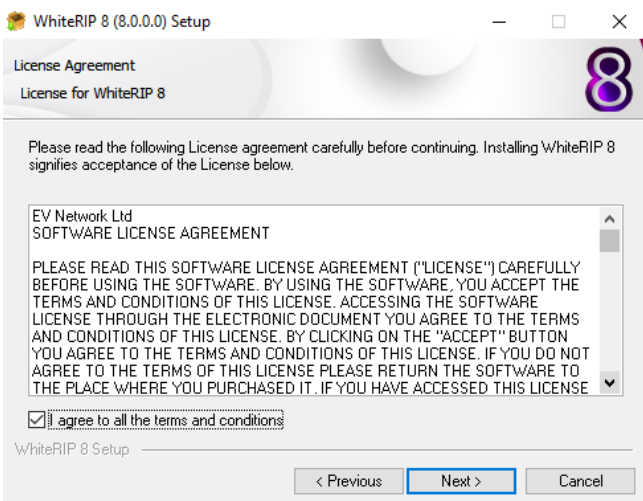 WhiteRIP 8 (8.0.0.0) Setup
License Agreement
License for WhiteRIP 8
8
Please read the following License agreement carefully before continuing. Installing WhiteRIP 8
signifies acceptance of the License below.
EV Network Ltd
SOFTWARE LICENSE AGREEMENT
PLEASE READ THIS SOFTWARE LICENSE AGREEMENT ("LICENSE") CAREFULLY
BEFORE USING THE SOFTWARE. BY USING THE SOFTWARE, YOU ACCEPT THE
TERMS AND CONDITIONS OF THIS LICENSE. ACCESSING THE SOFTWARE
LICENSE THROUGH THE ELECTRONIC DOCUMENT YOU AGREE TO THE TERMS
AND CONDITIONS OF THIS LICENSE. BY CLICKING ON THE "ACCEPT" BUTTON
YOU AGREE TO THE TERMS AND CONDITIONS OF THIS LICENSE. IF YOU DO NOT
AGREE TO THE TERMS OF THIS LICENSE PLEASE RETURN THE SOFTWARE TO
THE PLACE WHERE YOU PURCHASED IT. IF YOU HAVE ACCESSED THIS LICENSE
I agree to all the terms and conditions
WhiteRIP 8 Setup
< Previous
Next >
Cancel